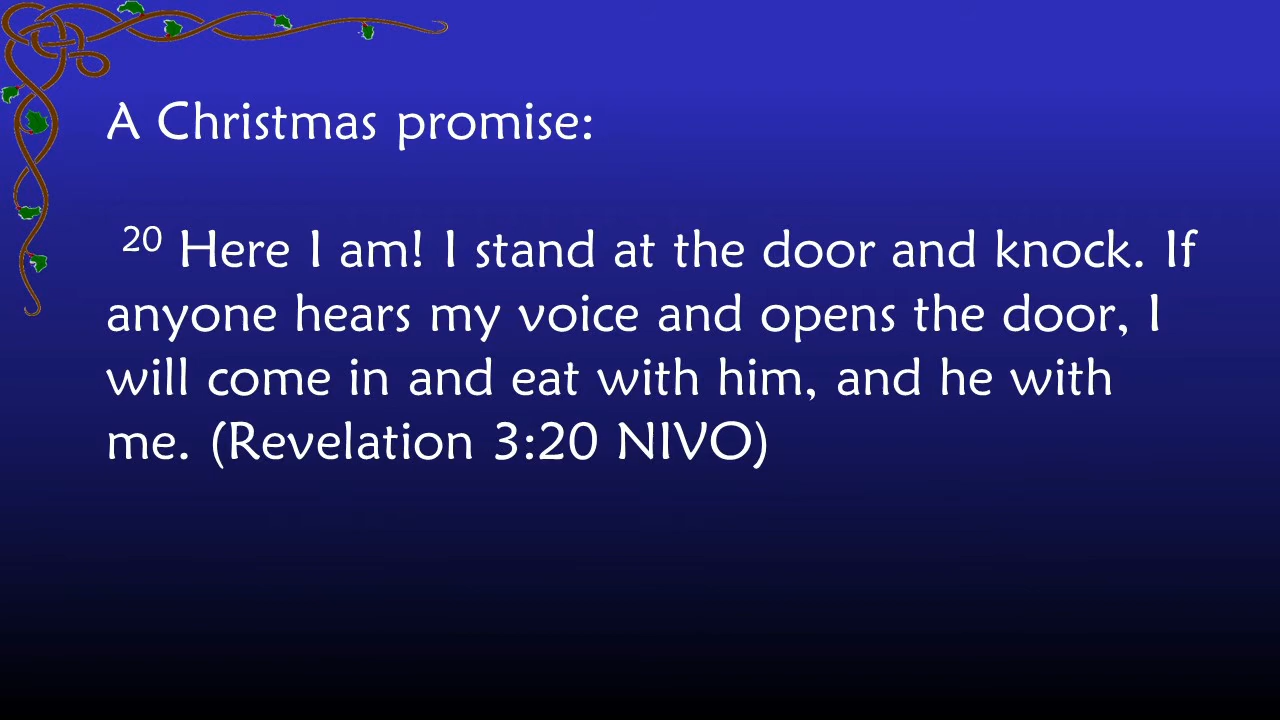 A Christmas promise:
20 Here I am! I stand at the door and knock. If
anyone hears my voice and opens the door, I
will come in and eat with him, and he with
me. (Revelation 3:20 NIVO)